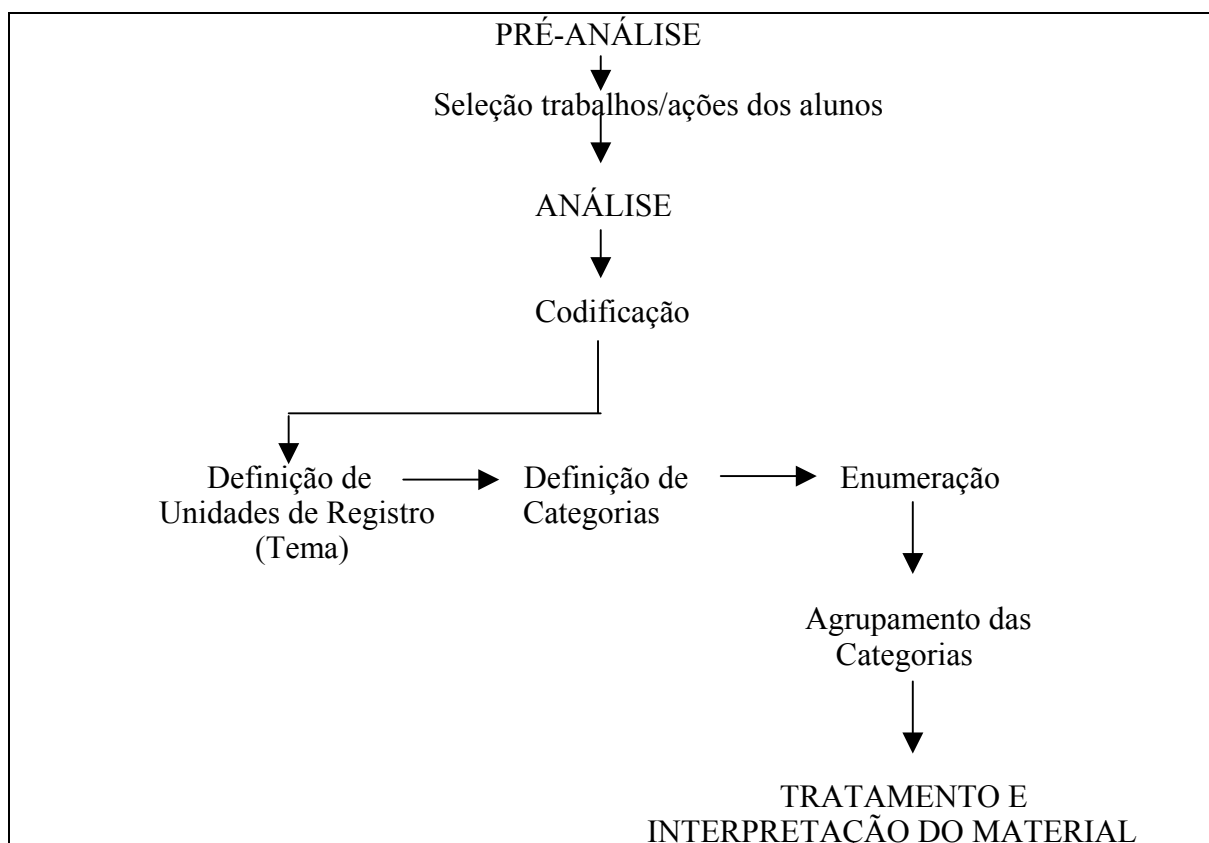 PRÉ-ANÁLISE
Seleção trabalhos/ações dos alunos
ANÁLISE
Codificação
Definição de
Unidades de Registro
(Tema)
Definição de
Categorias
Enumeração
Agrupamento das
Categorias
TRATAMENTO E
INTERPRETAÇÃO DO MATERIAL